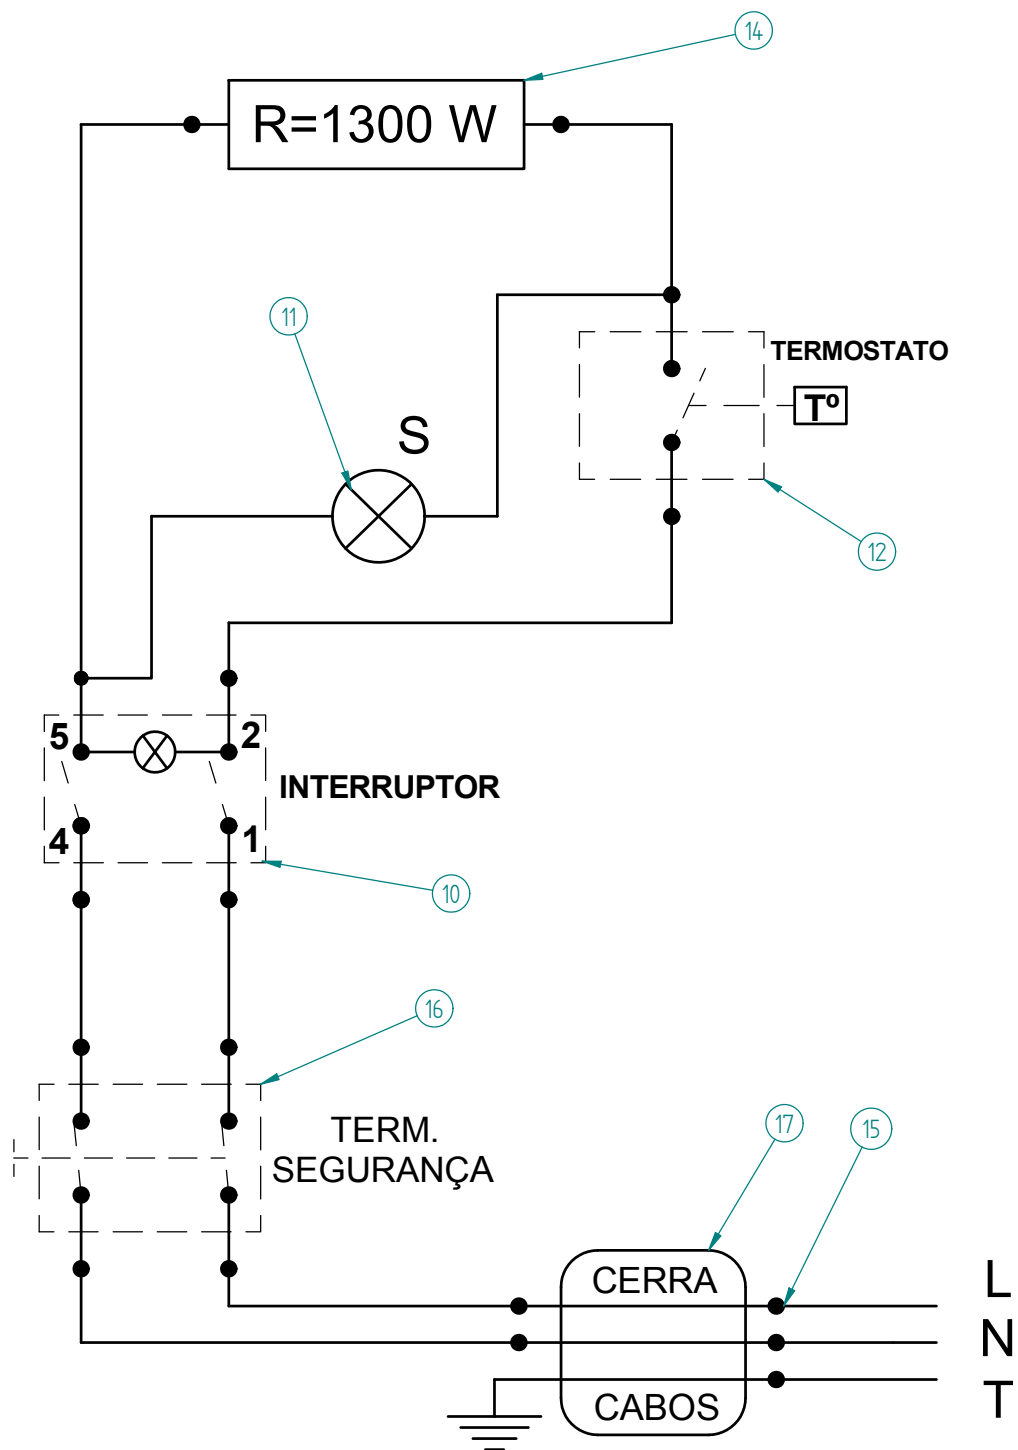 14
R=1300 W
11
TERMOSTATO
Tº
S
12
5
2
INTERRUPTOR
4
1
10
16
TERM.
SEGURANÇA
17
15
CERRA
L
N
T
CABOS